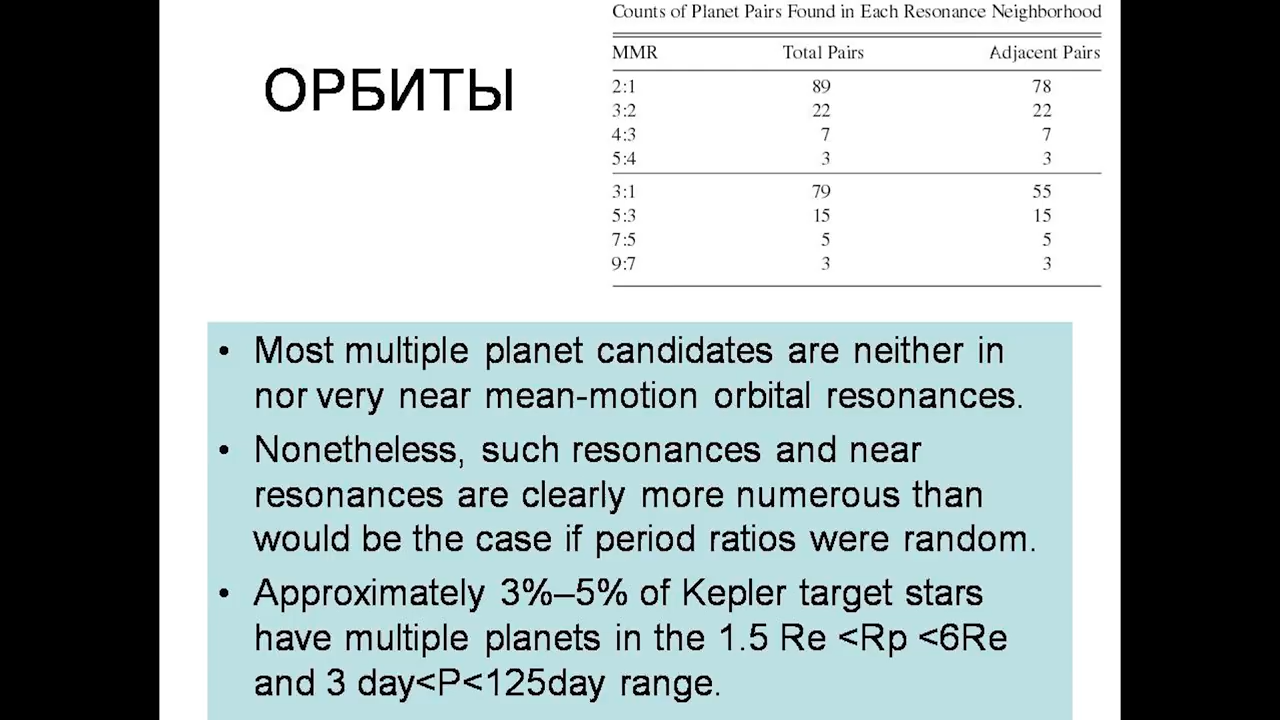 ОРБИТЫ
Counts of Planet Pairs Found in Each Resonance Neighborhood
MMR Total Pairs Adjacent Pairs
2:1 89 78
3:2 22 22
4:3 7 7
5:4 3 3
3:1 79 55
5:3 15 15
7:5 5 5
9:7 3 3
• Most multiple planet candidates are neither in
nor very near mean-motion orbital resonances.
• Nonetheless, such resonances and near
resonances are clearly more numerous than
would be the case if period ratios were random.
• Approximately 3%–5% of Kepler target stars
have multiple planets in the 1.5 Re <Rp <6Re
and 3 day<P<125day range.